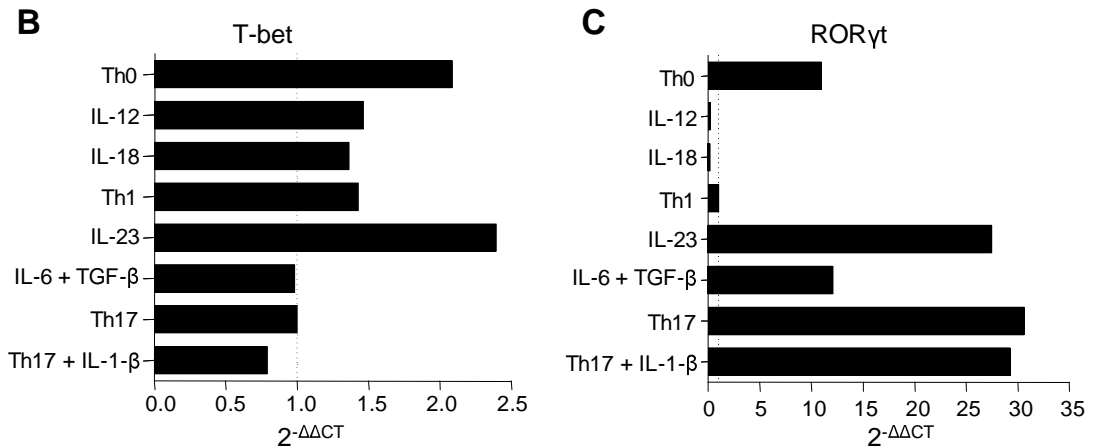 B
T-bet
Th0
IL-12
IL-18
Th1
IL-23
IL-6 + TGF-β
Th17
Th17 + IL-1-β
0.0 0.5 1.0 1.5 2.0 2.5
2^-ΔΔCT
C
RORγt
Th0
IL-12
IL-18
Th1
IL-23
IL-6 + TGF-β
Th17
Th17 + IL-1-β
0 5 10 15 20 25 30 35
2^-ΔΔCT